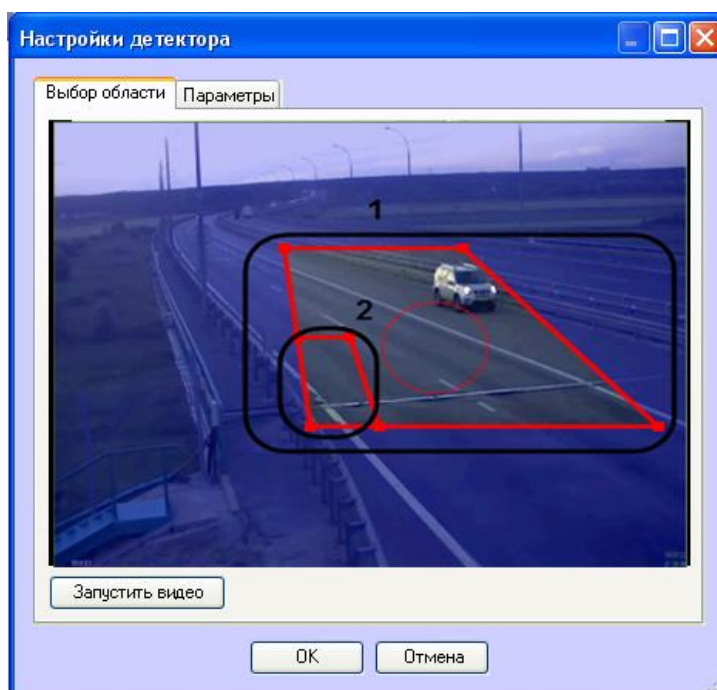 Настройки детектора
Выбор области
Параметры
1
2
Запустить видео
OK
Отмена